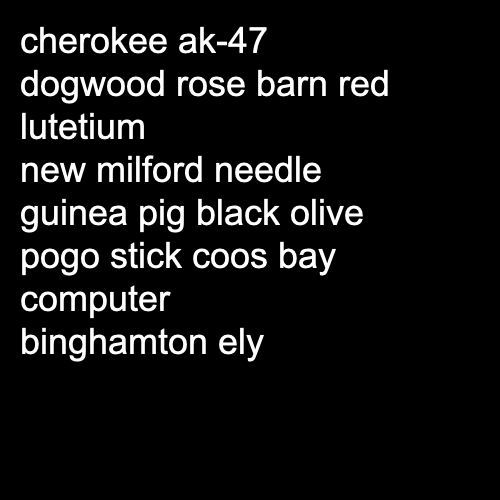 cherokee ak-47
dogwood rose barn red
lutetium
new milford needle
guinea pig black olive
pogo stick coos bay
computer
binghamton ely